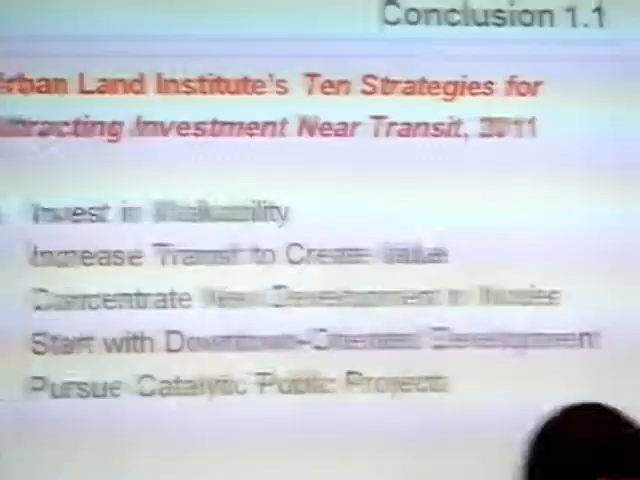 Conclusion 1.1
Urban Land Institute's Ten Strategies for
Attracting Investment Near Transit, 2011
Invest in Walkability
Increase Transit to Create Value
Concentrate New Development in Nodes
Start with Downtown-Oriented Development
Pursue Catalytic Public Projects